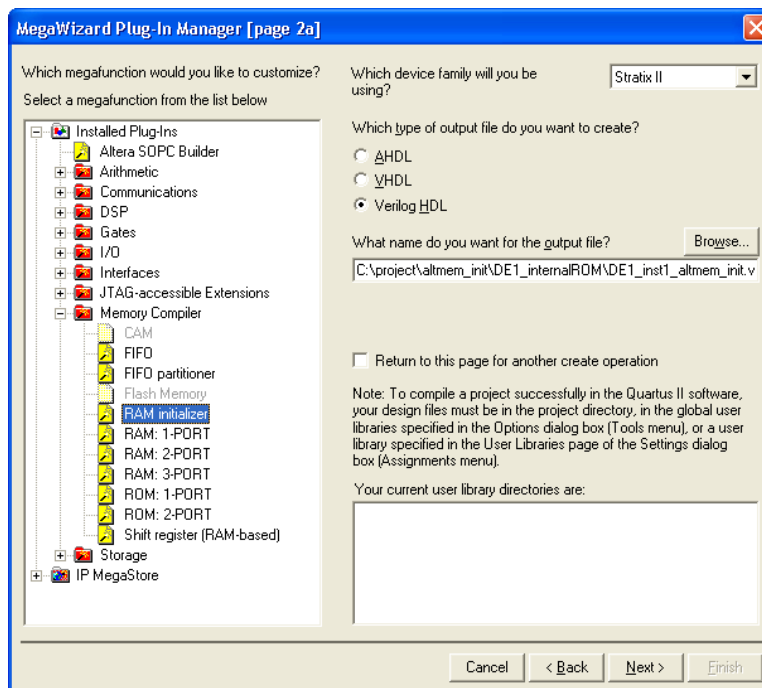 MegaWizard Plug-In Manager [page 2a]
Which megafunction would you like to customize?
Select a megafunction from the list below
Installed Plug-Ins
Altera SOPC Builder
Arithmetic
Communications
DSP
Gates
I/O
Interfaces
JTAG-accessible Extensions
Memory Compiler
CAM
FIFO
FIFO partitioner
Flash Memory
RAM initializer
RAM: 1-PORT
RAM: 2-PORT
RAM: 3-PORT
ROM: 1-PORT
ROM: 2-PORT
Shift register (RAM-based)
Storage
IP MegaStore
Which device family will you be
using?
Stratix II
Which type of output file do you want to create?
AHDL
VHDL
Verilog HDL
What name do you want for the output file?
Browse...
C:\project\altmem_init\DE1_internalROM\DE1_inst1_altmem_init.v
Return to this page for another create operation
Note: To compile a project successfully in the Quartus II software,
your design files must be in the project directory, in the global user
libraries specified in the Options dialog box (Tools menu), or a user
library specified in the User Libraries page of the Settings dialog
box (Assignments menu).
Your current user library directories are:
Cancel
< Back
Next >
Finish